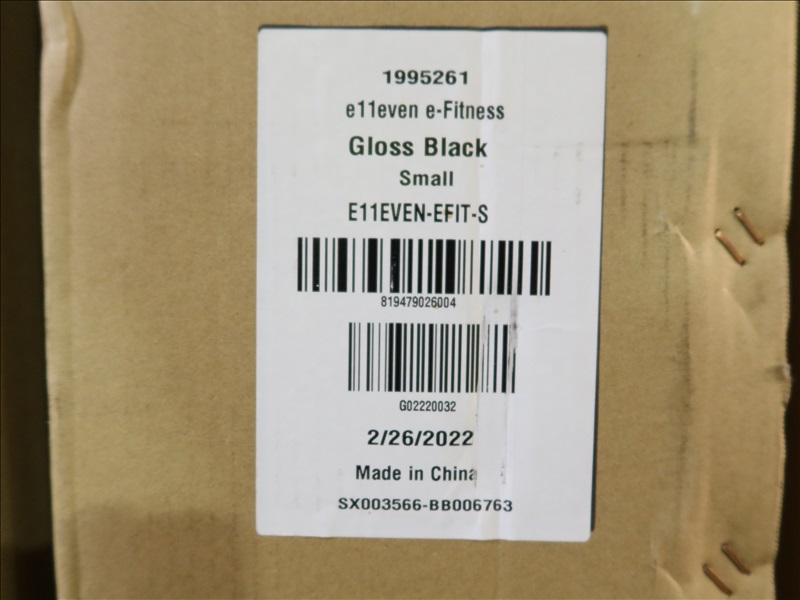 1995261
e11even e-Fitness
Gloss Black
Small
E11EVEN-EFIT-S
819479026004
G02220032
2/26/2022
Made in China
SX003566-BB006763